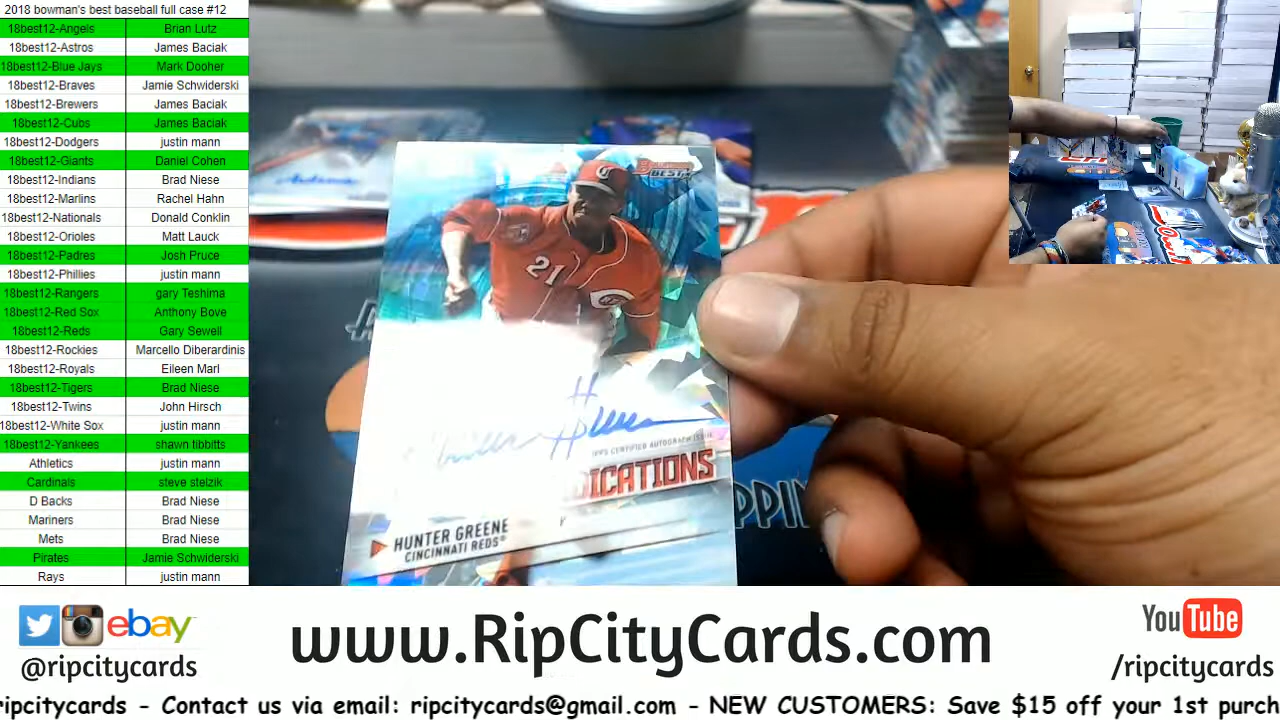 2018 bowman's best baseball full case #12
18best12-Angels Brian Lutz
18best12-Astros James Baciak
18best12-Blue Jays Mark Dooher
18best12-Braves Jamie Schwiderski
18best12-Brewers James Baciak
18best12-Cubs James Baciak
18best12-Dodgers justin mann
18best12-Giants Daniel Cohen
18best12-Indians Brad Niese
18best12-Marlins Rachel Hahn
18best12-Nationals Donald Conklin
18best12-Orioles Matt Lauck
18best12-Padres Josh Pruce
18best12-Phillies justin mann
18best12-Rangers gary Teshima
18best12-Red Sox Anthony Bove
18best12-Reds Gary Sewell
18best12-Rockies Marcello Diberardinis
18best12-Royals Eileen Marl
18best12-Tigers Brad Niese
18best12-Twins John Hirsch
18best12-White Sox justin mann
18best12-Yankees shawn tibbitts
Athletics justin mann
Cardinals steve stelzik
D Backs Brad Niese
Mariners Brad Niese
Mets Brad Niese
Pirates Jamie Schwiderski
Rays justin mann
BEST
21
TOPPS CERTIFIED AUTOGRAPH ISSUE
DICATIONS
HUNTER GREENE
CINCINNATI REDS®
PPIN
ebay
@ripcitycards
www.RipCityCards.com
YouTube
/ripcitycards
ripcitycards - Contact us via email: ripcitycards@gmail.com - NEW CUSTOMERS: Save $15 off your 1st purch